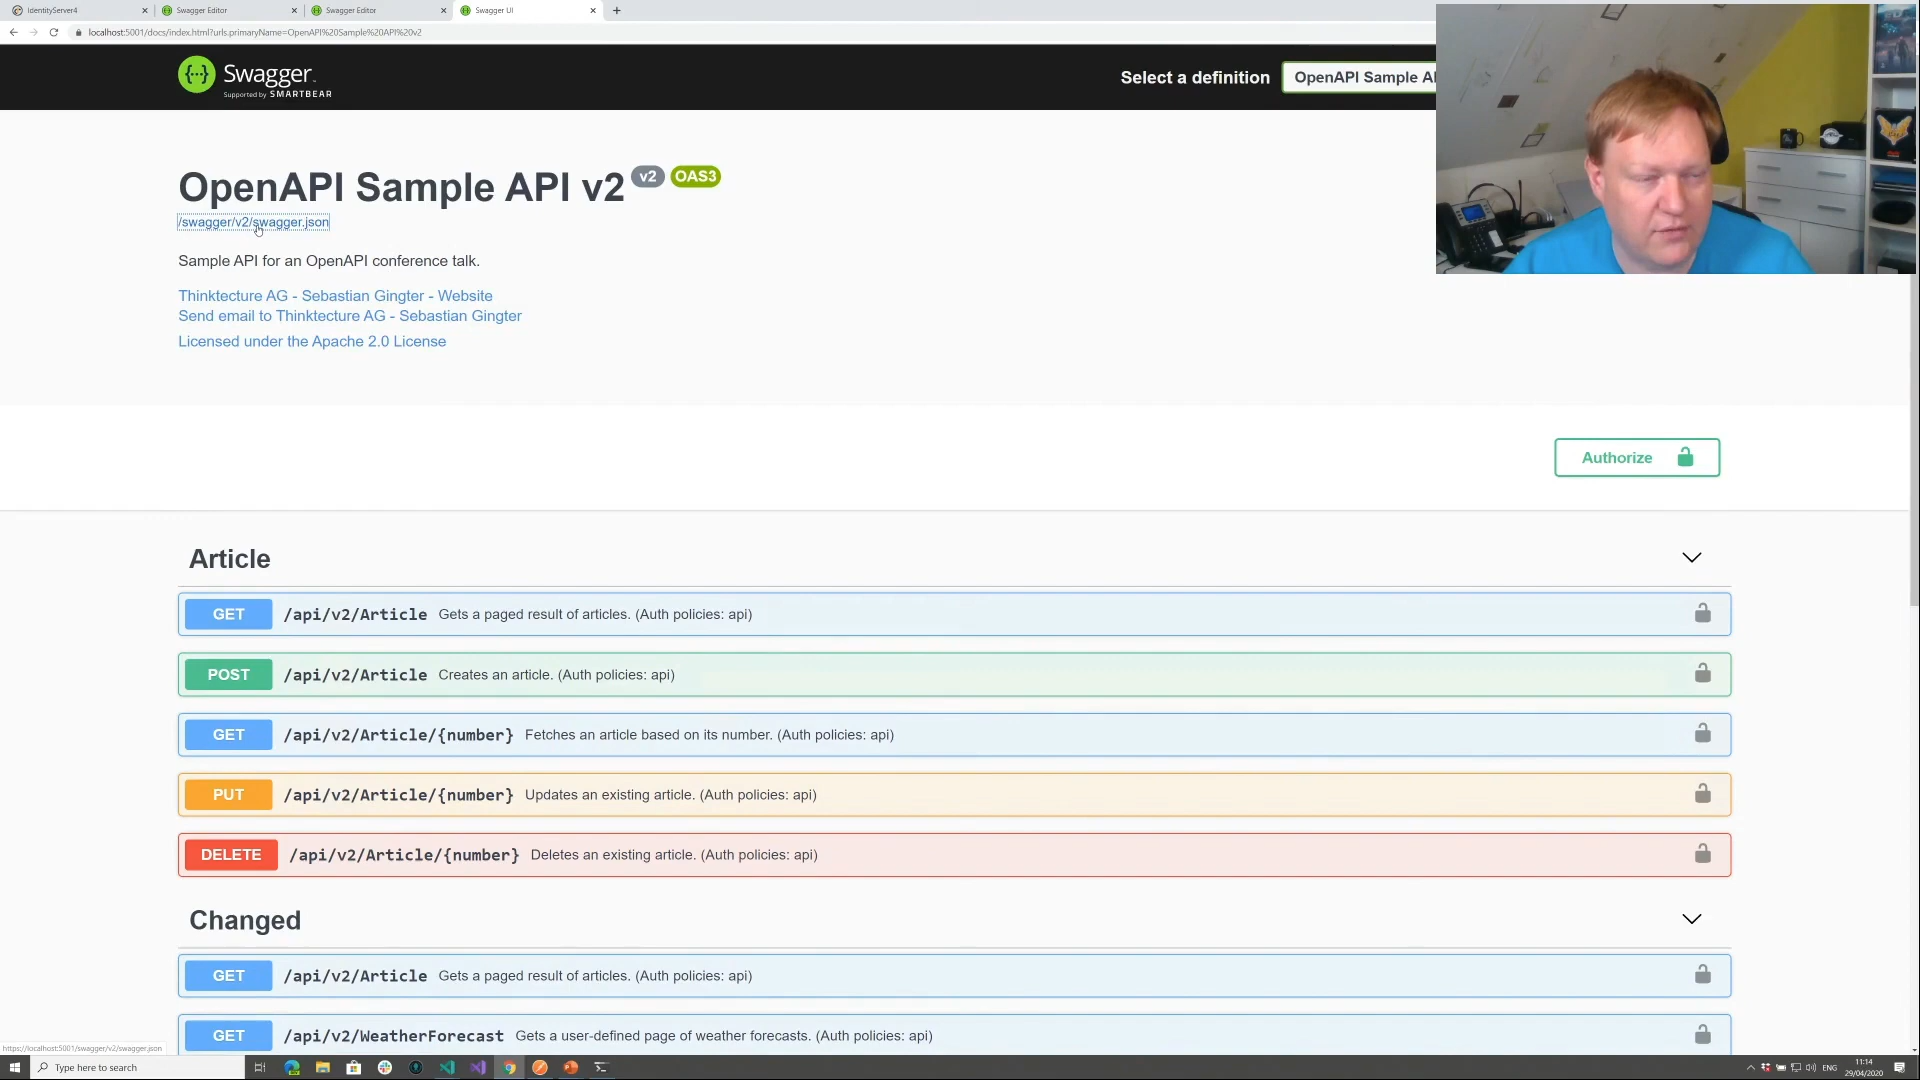 IdentityServer4
Swagger Editor
Swagger Editor
Swagger UI
localhost:5001/docs/index.html?urls.primaryName=OpenAPI%20Sample%20API%20v2
Swagger
Supported by SMARTBEAR
Select a definition
OpenAPI Sample AP
OpenAPI Sample API v2 v2 OAS3
/swagger/v2/swagger.json
Sample API for an OpenAPI conference talk.
Thinktecture AG - Sebastian Gingter - Website
Send email to Thinktecture AG - Sebastian Gingter
Licensed under the Apache 2.0 License
Authorize
Article
GET /api/v2/Article Gets a paged result of articles. (Auth policies: api)
POST /api/v2/Article Creates an article. (Auth policies: api)
GET /api/v2/Article/{number} Fetches an article based on its number. (Auth policies: api)
PUT /api/v2/Article/{number} Updates an existing article. (Auth policies: api)
DELETE /api/v2/Article/{number} Deletes an existing article. (Auth policies: api)
Changed
GET /api/v2/Article Gets a paged result of articles. (Auth policies: api)
GET /api/v2/WeatherForecast Gets a user-defined page of weather forecasts. (Auth policies: api)
https://localhost:5001/swagger/v2/swagger.json
Type here to search
ENG
11:14
29/04/2020